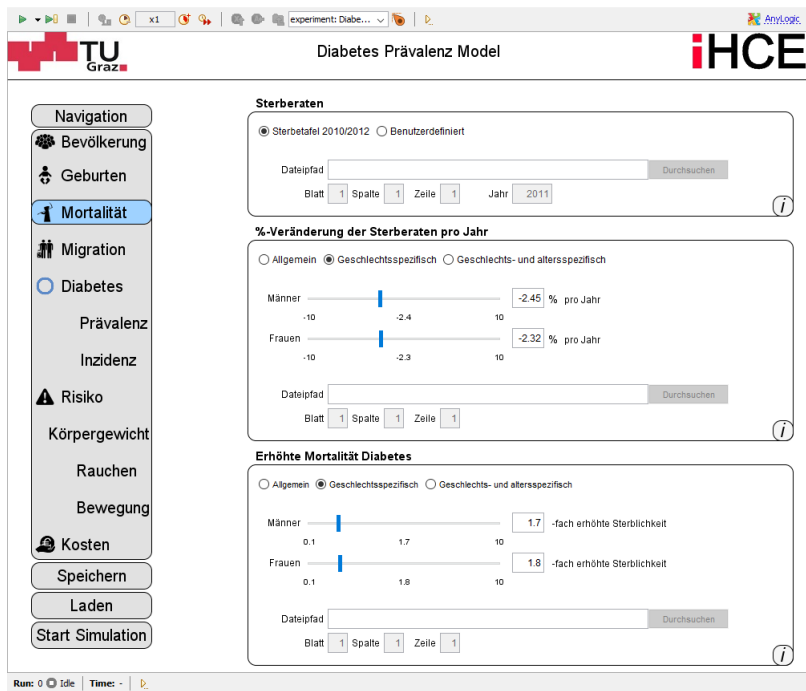 x1 experiment: Diabe... AnyLogic
TU Graz Diabetes Prävalenz Model iHCE
Navigation
Bevölkerung
Geburten
Mortalität
Migration
Diabetes
Prävalenz
Inzidenz
Risiko
Körpergewicht
Rauchen
Bewegung
Kosten
Speichern
Laden
Start Simulation
Sterberaten
Sterbetafel 2010/2012 Benutzerdefiniert
Dateipfad Durchsuchen
Blatt 1 Spalte 1 Zeile 1 Jahr 2011
i
%-Veränderung der Sterberaten pro Jahr
Allgemein Geschlechtsspezifisch Geschlechts- und altersspezifisch
Männer -2.45 % pro Jahr
-10 -2.4 10
Frauen -2.32 % pro Jahr
-10 -2.3 10
Dateipfad Durchsuchen
Blatt 1 Spalte 1 Zeile 1
i
Erhöhte Mortalität Diabetes
Allgemein Geschlechtsspezifisch Geschlechts- und altersspezifisch
Männer 1.7 -fach erhöhte Sterblichkeit
0.1 1.7 10
Frauen 1.8 -fach erhöhte Sterblichkeit
0.1 1.8 10
Dateipfad Durchsuchen
Blatt 1 Spalte 1 Zeile 1
i
Run: 0 Idle Time: -